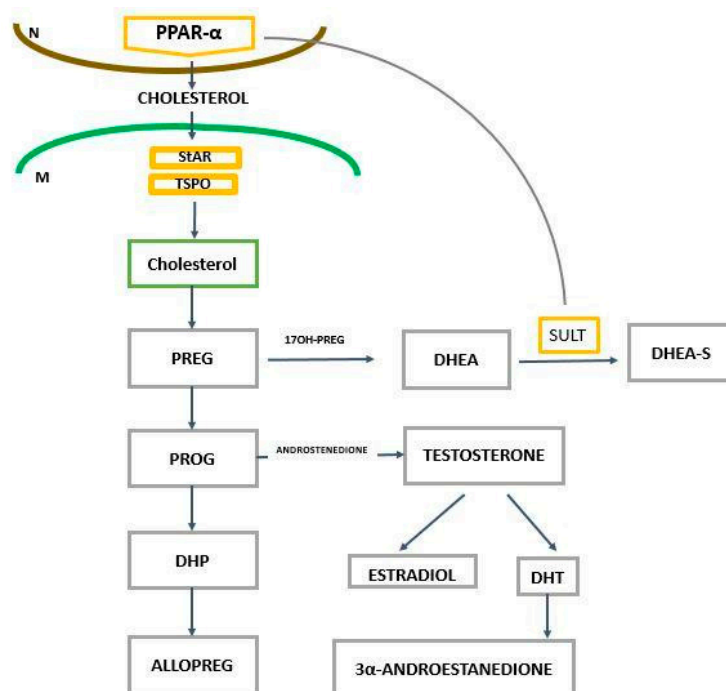 N
PPAR-α
CHOLESTEROL
StAR
M
TSPO
Cholesterol
PREG
17OH-PREG
DHEA
SULT
DHEA-S
PROG
ANDROSTENEDIONE
TESTOSTERONE
DHP
ESTRADIOL
DHT
ALLOPREG
3α-ANDROESTANEDIONE